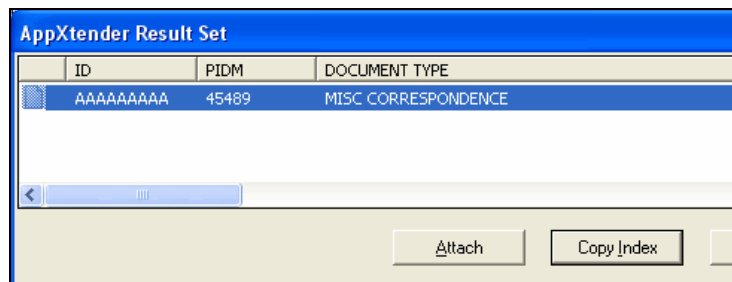 AppXtender Result Set
ID PIDM DOCUMENT TYPE
AAAAAAAAA 45489 MISC CORRESPONDENCE
Attach Copy Index